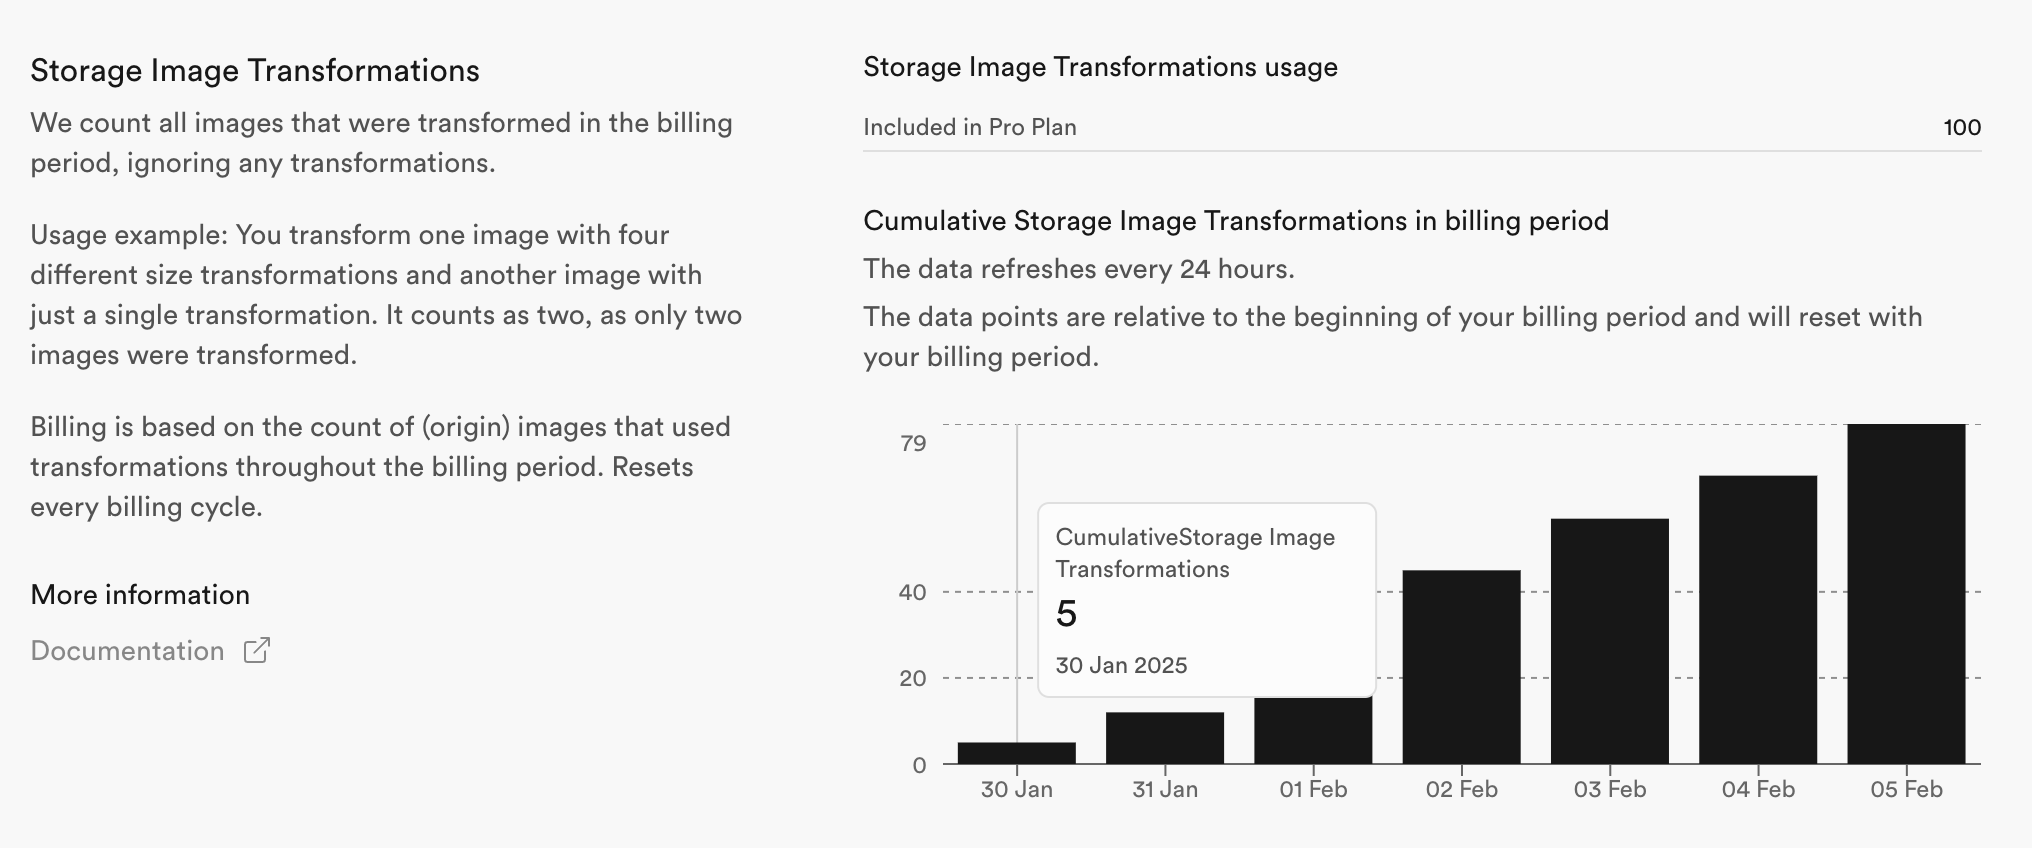 Storage Image Transformations
We count all images that were transformed in the billing
period, ignoring any transformations.
Usage example: You transform one image with four
different size transformations and another image with
just a single transformation. It counts as two, as only two
images were transformed.
Billing is based on the count of (origin) images that used
transformations throughout the billing period. Resets
every billing cycle.
More information
Documentation
Storage Image Transformations usage
Included in Pro Plan 100
Cumulative Storage Image Transformations in billing period
The data refreshes every 24 hours.
The data points are relative to the beginning of your billing period and will reset with
your billing period.
79
40
20
0
CumulativeStorage Image
Transformations
5
30 Jan 2025
30 Jan 31 Jan 01 Feb 02 Feb 03 Feb 04 Feb 05 Feb